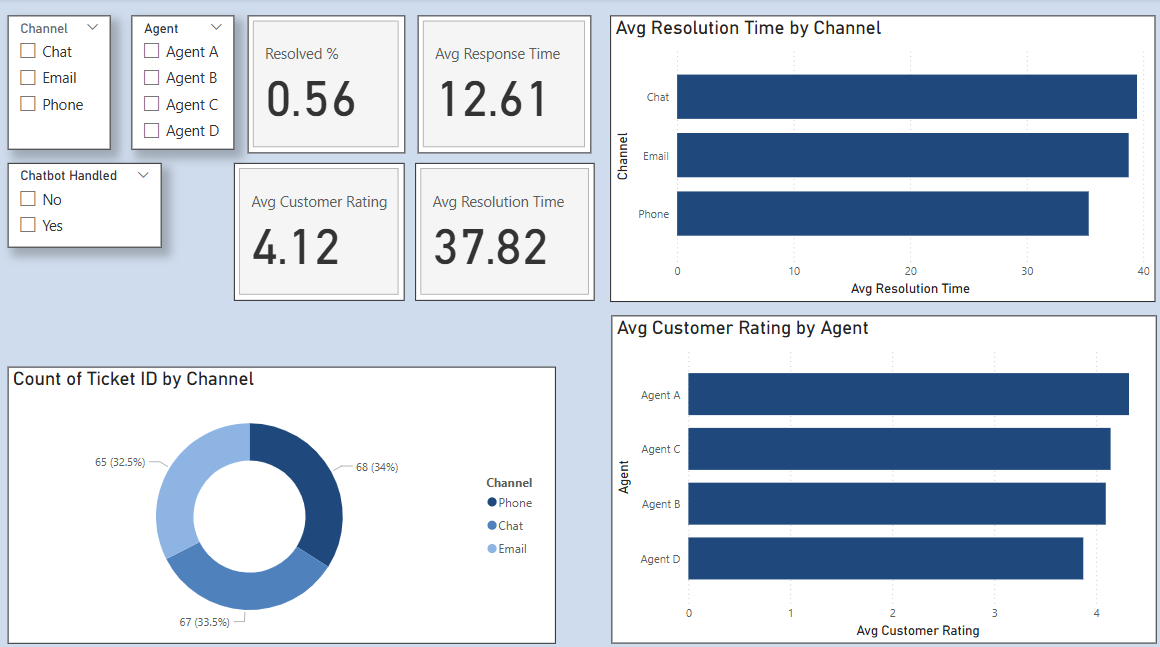 Channel
Chat
Email
Phone
Agent
Agent A
Agent B
Agent C
Agent D
Resolved %
0.56
Avg Response Time
12.61
Chatbot Handled
No
Yes
Avg Customer Rating
4.12
Avg Resolution Time
37.82
Avg Resolution Time by Channel
Channel
Chat
Email
Phone
0 10 20 30 40
Avg Resolution Time
Count of Ticket ID by Channel
65 (32.5%)
68 (34%)
67 (33.5%)
Channel
Phone
Chat
Email
Avg Customer Rating by Agent
Agent
Agent A
Agent C
Agent B
Agent D
0 1 2 3 4
Avg Customer Rating